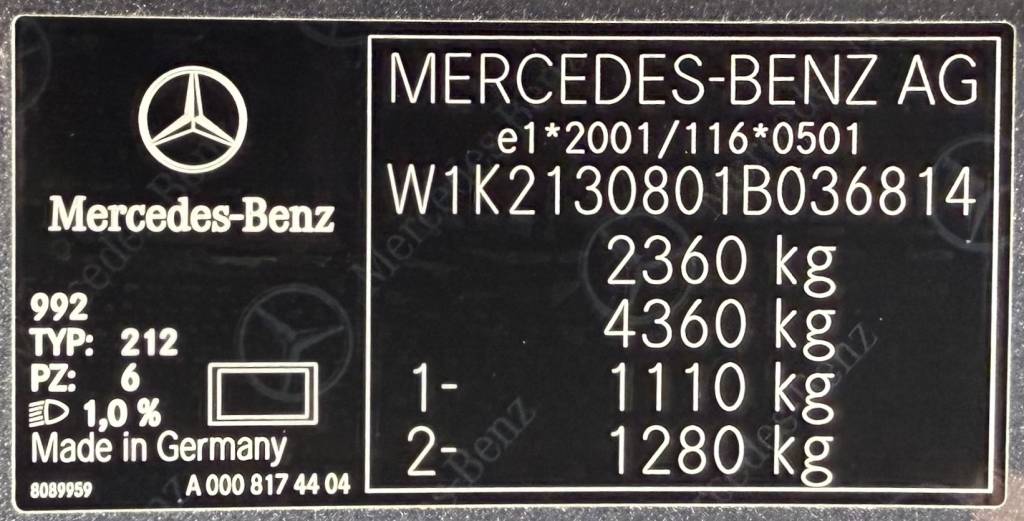 Mercedes-Benz
992
TYP: 212
PZ: 6
1,0 %
Made in Germany
8089959
A 000 817 44 04
MERCEDES-BENZ AG
e1*2001/116*0501
W1K2130801B036814
2360 kg
4360 kg
1- 1110 kg
2- 1280 kg